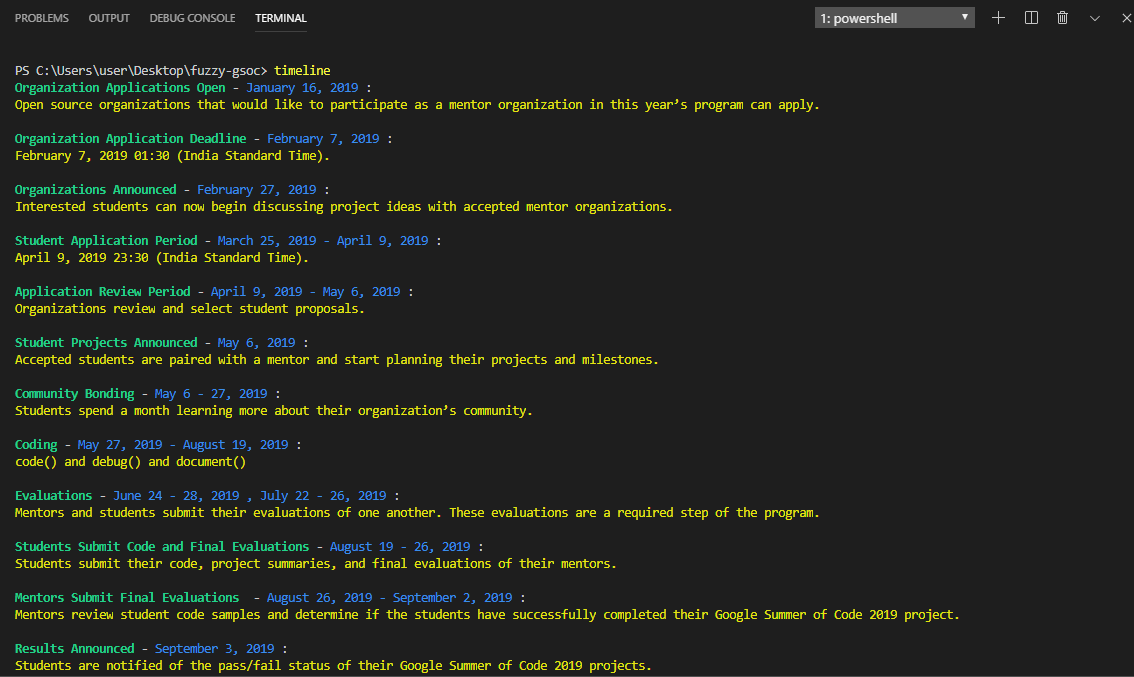 PROBLEMS OUTPUT DEBUG CONSOLE TERMINAL 1: powershell
PS C:\Users\user\Desktop\fuzzy-gsoc> timeline
Organization Applications Open - January 16, 2019 :
Open source organizations that would like to participate as a mentor organization in this year’s program can apply.
Organization Application Deadline - February 7, 2019 :
February 7, 2019 01:30 (India Standard Time).
Organizations Announced - February 27, 2019 :
Interested students can now begin discussing project ideas with accepted mentor organizations.
Student Application Period - March 25, 2019 - April 9, 2019 :
April 9, 2019 23:30 (India Standard Time).
Application Review Period - April 9, 2019 - May 6, 2019 :
Organizations review and select student proposals.
Student Projects Announced - May 6, 2019 :
Accepted students are paired with a mentor and start planning their projects and milestones.
Community Bonding - May 6 - 27, 2019 :
Students spend a month learning more about their organization’s community.
Coding - May 27, 2019 - August 19, 2019 :
code() and debug() and document()
Evaluations - June 24 - 28, 2019 , July 22 - 26, 2019 :
Mentors and students submit their evaluations of one another. These evaluations are a required step of the program.
Students Submit Code and Final Evaluations - August 19 - 26, 2019 :
Students submit their code, project summaries, and final evaluations of their mentors.
Mentors Submit Final Evaluations  - August 26, 2019 - September 2, 2019 :
Mentors review student code samples and determine if the students have successfully completed their Google Summer of Code 2019 project.
Results Announced - September 3, 2019 :
Students are notified of the pass/fail status of their Google Summer of Code 2019 projects.